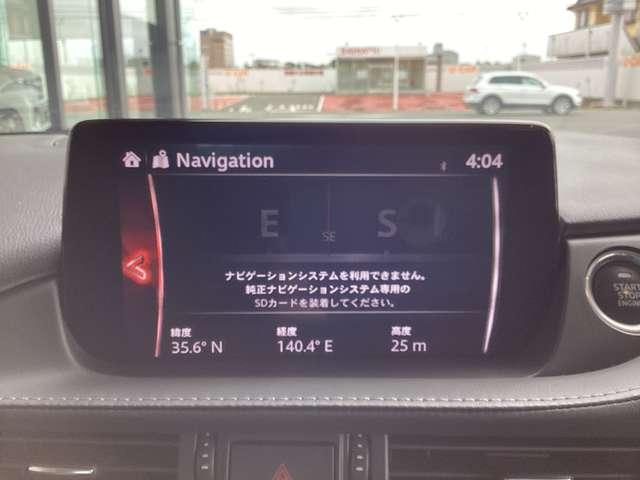 Navigation
4:04
E S
SE
ナビゲーションシステムを利用できません。
純正ナビゲーションシステム専用の
SDカードを装着してください。
緯度 経度 高度
35.6° N 140.4° E 25 m
START
STOP
ENGINE